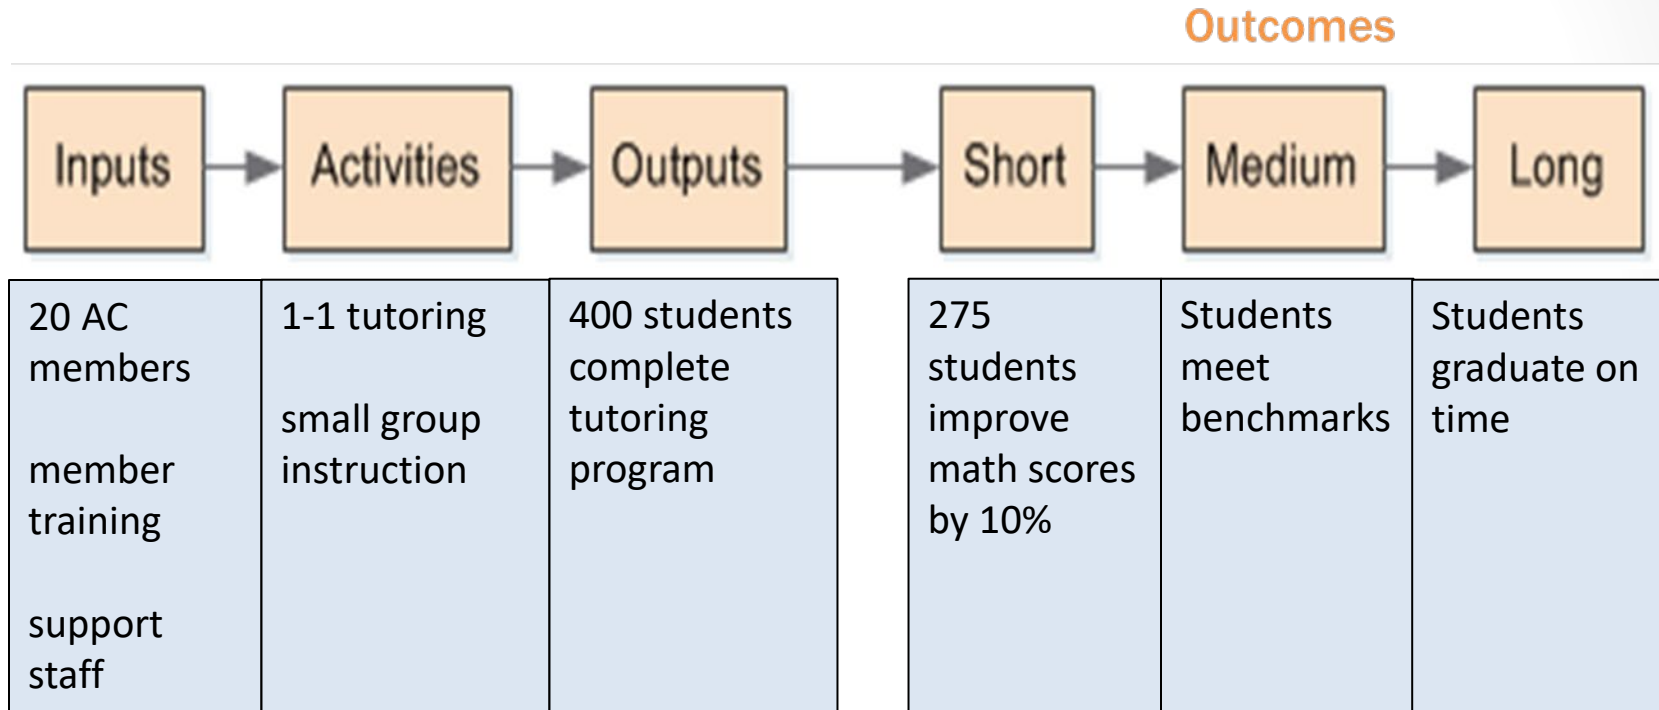 Outcomes
Inputs
Activities
Outputs
Short
Medium
Long
20 AC
members
member
training
support
staff
1-1 tutoring
small group
instruction
400 students
complete
tutoring
program
275
students
improve
math scores
by 10%
Students
meet
benchmarks
Students
graduate on
time